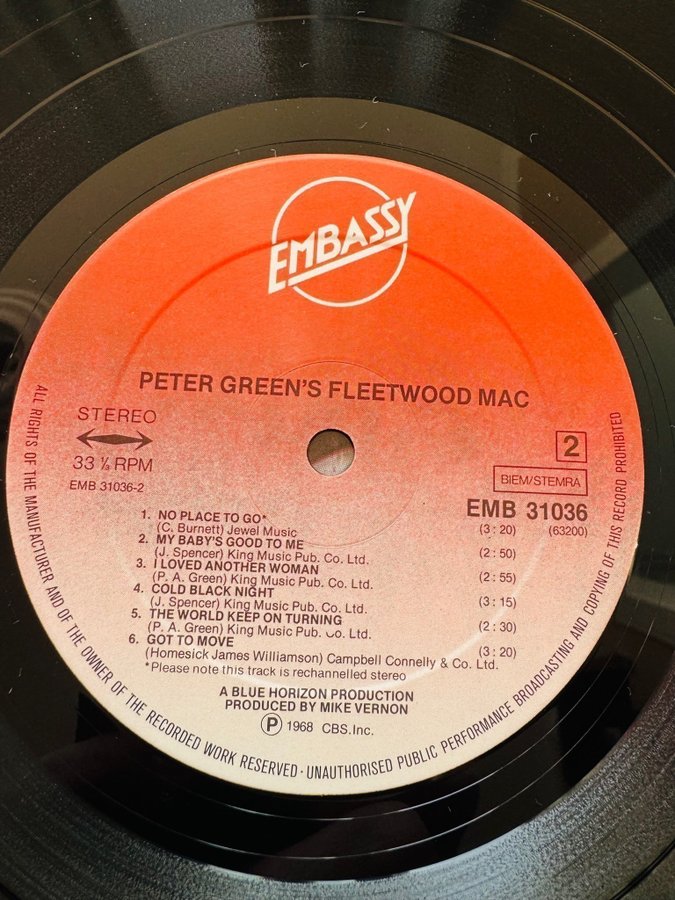 EMBASSY
PETER GREEN'S FLEETWOOD MAC
STEREO
33 ⅓ RPM
EMB 31036-2
2
BIEM/STEMRA
EMB 31036
(63200)
1. NO PLACE TO GO*
(C. Burnett) Jewel Music (3:20)
2. MY BABY'S GOOD TO ME
(J. Spencer) King Music Pub. Co. Ltd. (2:50)
3. I LOVED ANOTHER WOMAN
(P. A. Green) King Music Pub. Co. Ltd. (2:55)
4. COLD BLACK NIGHT
(J. Spencer) King Music Pub. Co. Ltd. (3:15)
5. THE WORLD KEEP ON TURNING
(P. A. Green) King Music Pub. Co. Ltd. (2:30)
6. GOT TO MOVE (3:20)
(Homesick James Williamson) Campbell Connelly & Co. Ltd.
*Please note this track is rechannelled stereo
A BLUE HORIZON PRODUCTION
PRODUCED BY MIKE VERNON
Ⓟ 1968 CBS.Inc.
ALL RIGHTS OF THE MANUFACTURER AND OF THE OWNER OF THE RECORDED WORK RESERVED · UNAUTHORISED PUBLIC PERFORMANCE BROADCASTING AND COPYING OF THIS RECORD PROHIBITED